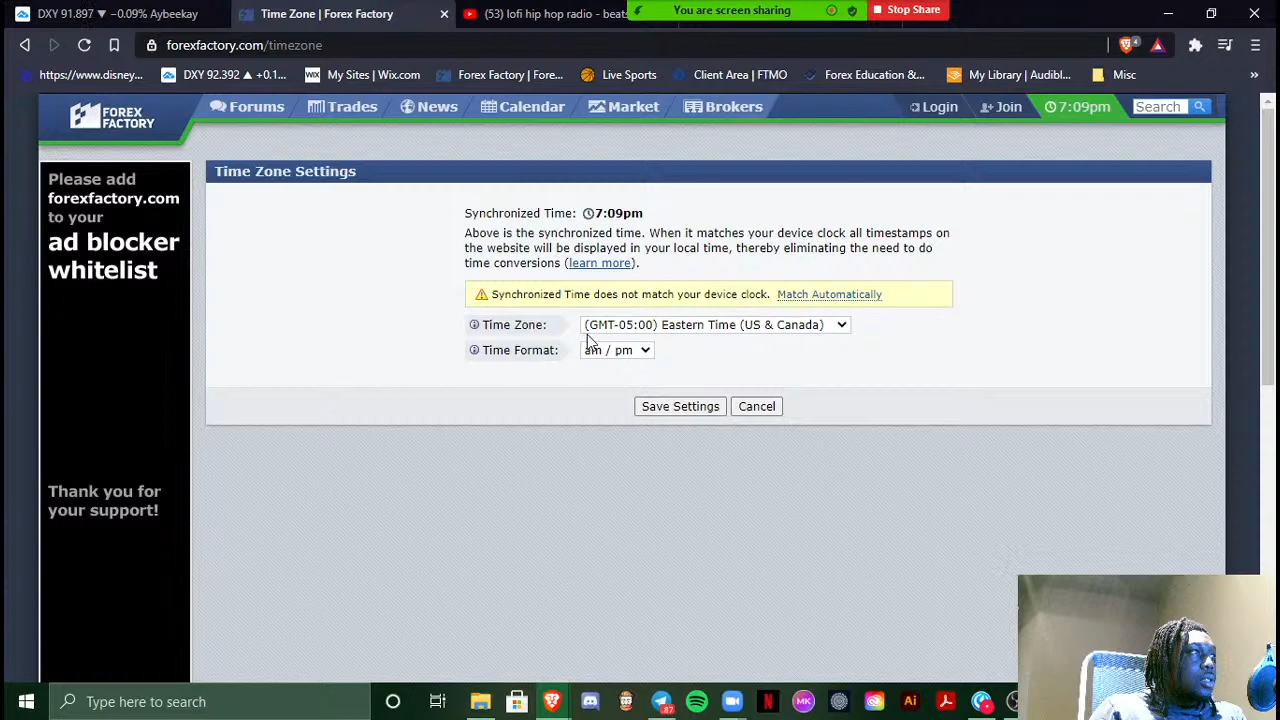 DXY 91.897 ▼ −0.09% Aybeekay
Time Zone | Forex Factory
(53) lofi hip hop radio - beats
You are screen sharing
Stop Share
forexfactory.com/timezone
4
https://www.disney...
DXY 92.392 ▲ +0.1...
My Sites | Wix.com
Forex Factory | Fore...
Live Sports
Client Area | FTMO
Forex Education &...
My Library | Audibl...
Misc
»
FOREX
FACTORY
Forums
Trades
News
Calendar
Market
Brokers
Login
Join
7:09pm
Search
Please add
forexfactory.com
to your
ad blocker
whitelist
Thank you for
your support!
Time Zone Settings
Synchronized Time: 7:09pm
Above is the synchronized time. When it matches your device clock all timestamps on
the website will be displayed in your local time, thereby eliminating the need to do
time conversions (learn more).
Synchronized Time does not match your device clock. Match Automatically
Time Zone: (GMT-05:00) Eastern Time (US & Canada)
Time Format: am / pm
Save Settings
Cancel
Type here to search
87
MK
Ai